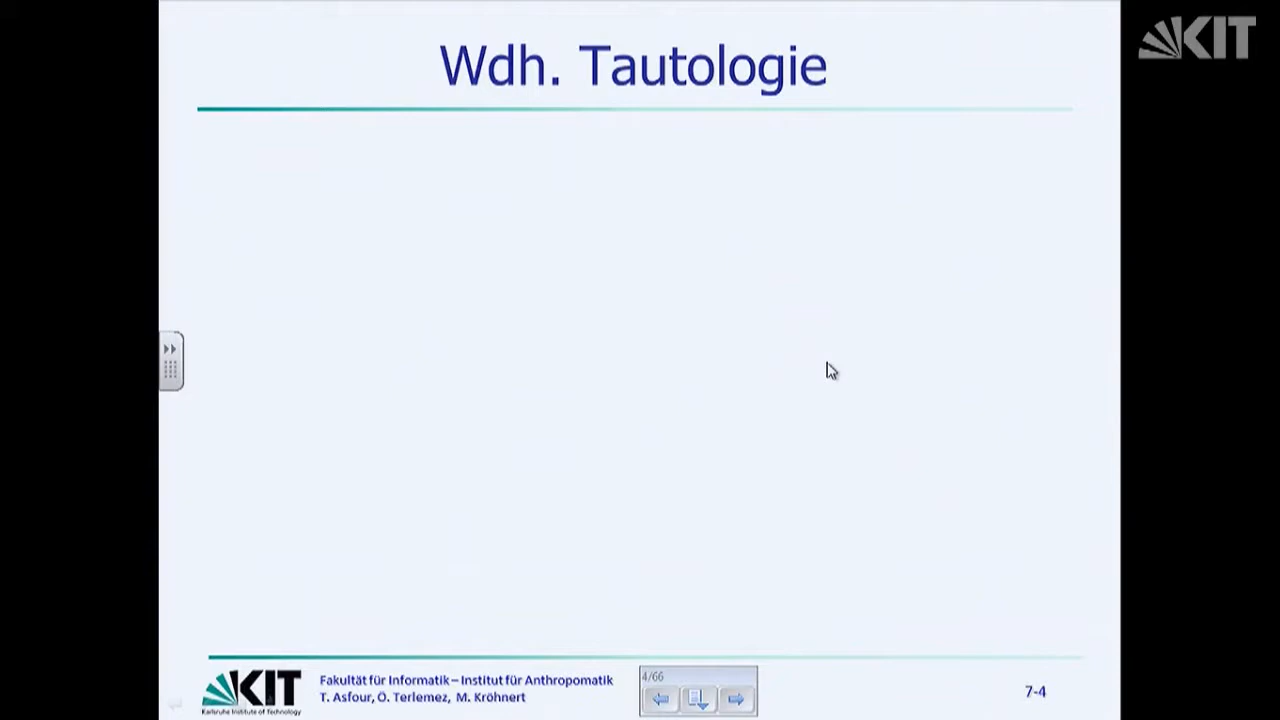 Wdh. Tautologie
KIT
KIT
Karlsruhe Institute of Technology
Fakultät für Informatik – Institut für Anthropomatik
T. Asfour, Ö. Terlemez, M. Kröhnert
4/66
7-4